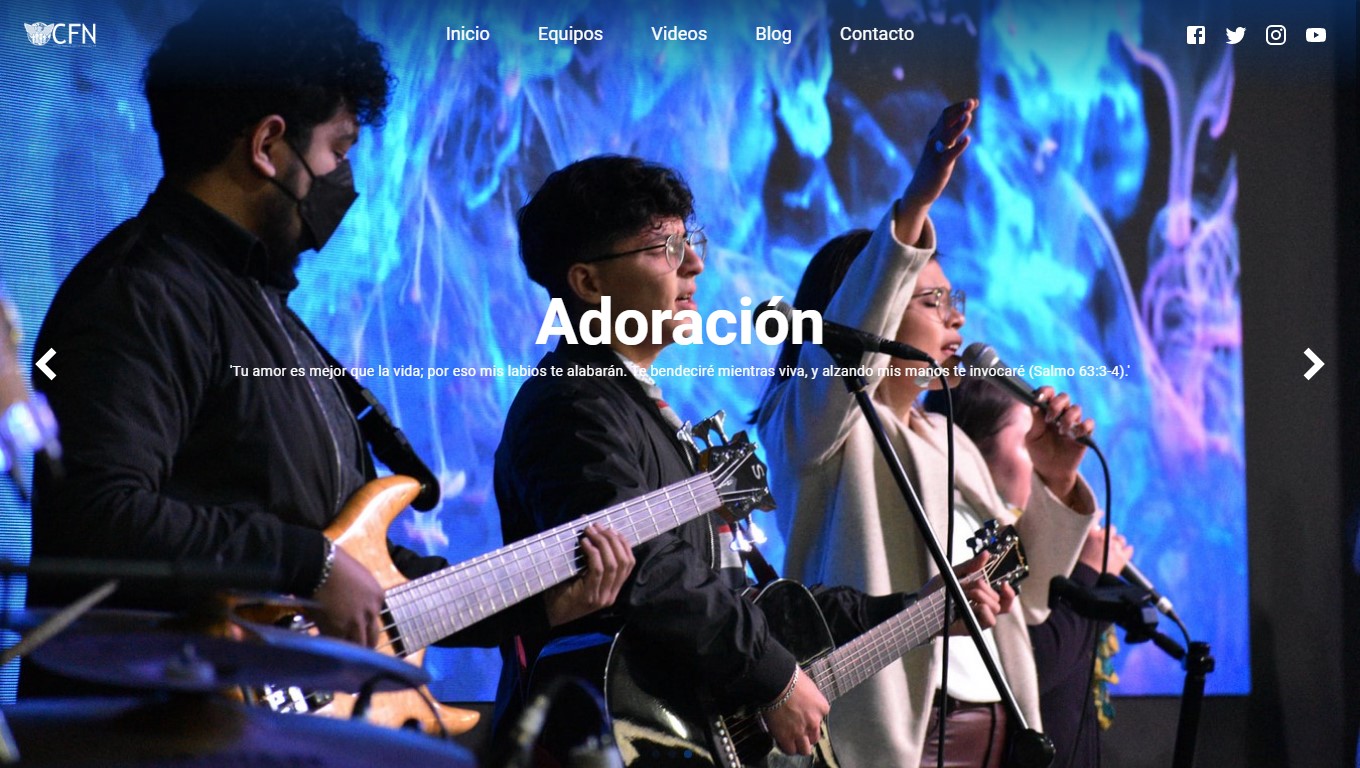 CFN
Inicio
Equipos
Videos
Blog
Contacto
Adoración
'Tu amor es mejor que la vida; por eso mis labios te alabarán. Te bendeciré mientras viva, y alzando mis manos te invocaré (Salmo 63:3-4).'
S